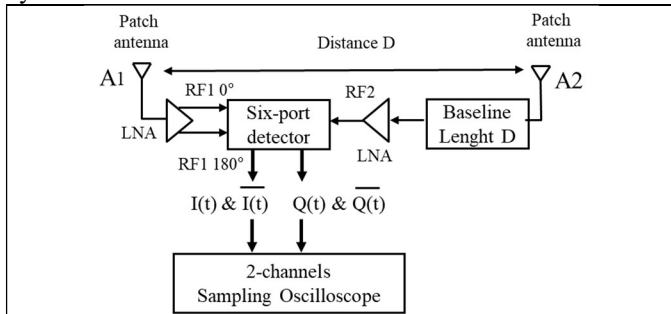 Patch
antenna
Distance D
Patch
antenna
A1
A2
RF1 0°
RF2
LNA
Six-port
detector
LNA
Baseline
Lenght D
RF1 180°
I(t) & I̅(̅t̅)̅ Q(t) & Q̅(̅t̅)̅
2-channels
Sampling Oscilloscope